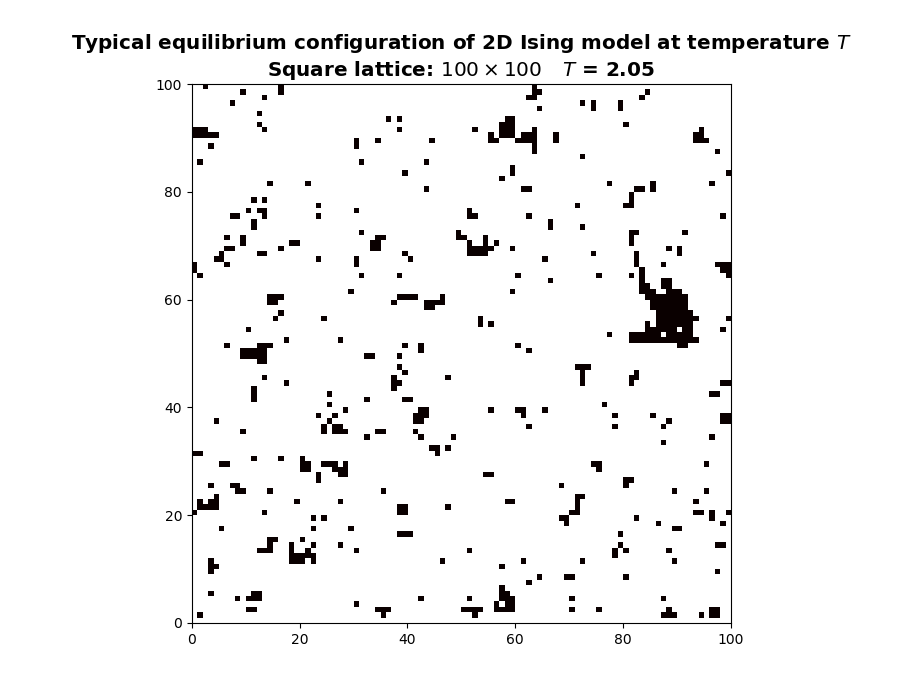 Typical equilibrium configuration of 2D Ising model at temperature T
Square lattice: 100 × 100 T = 2.05
100
80
60
40
20
0
0 20 40 60 80 100